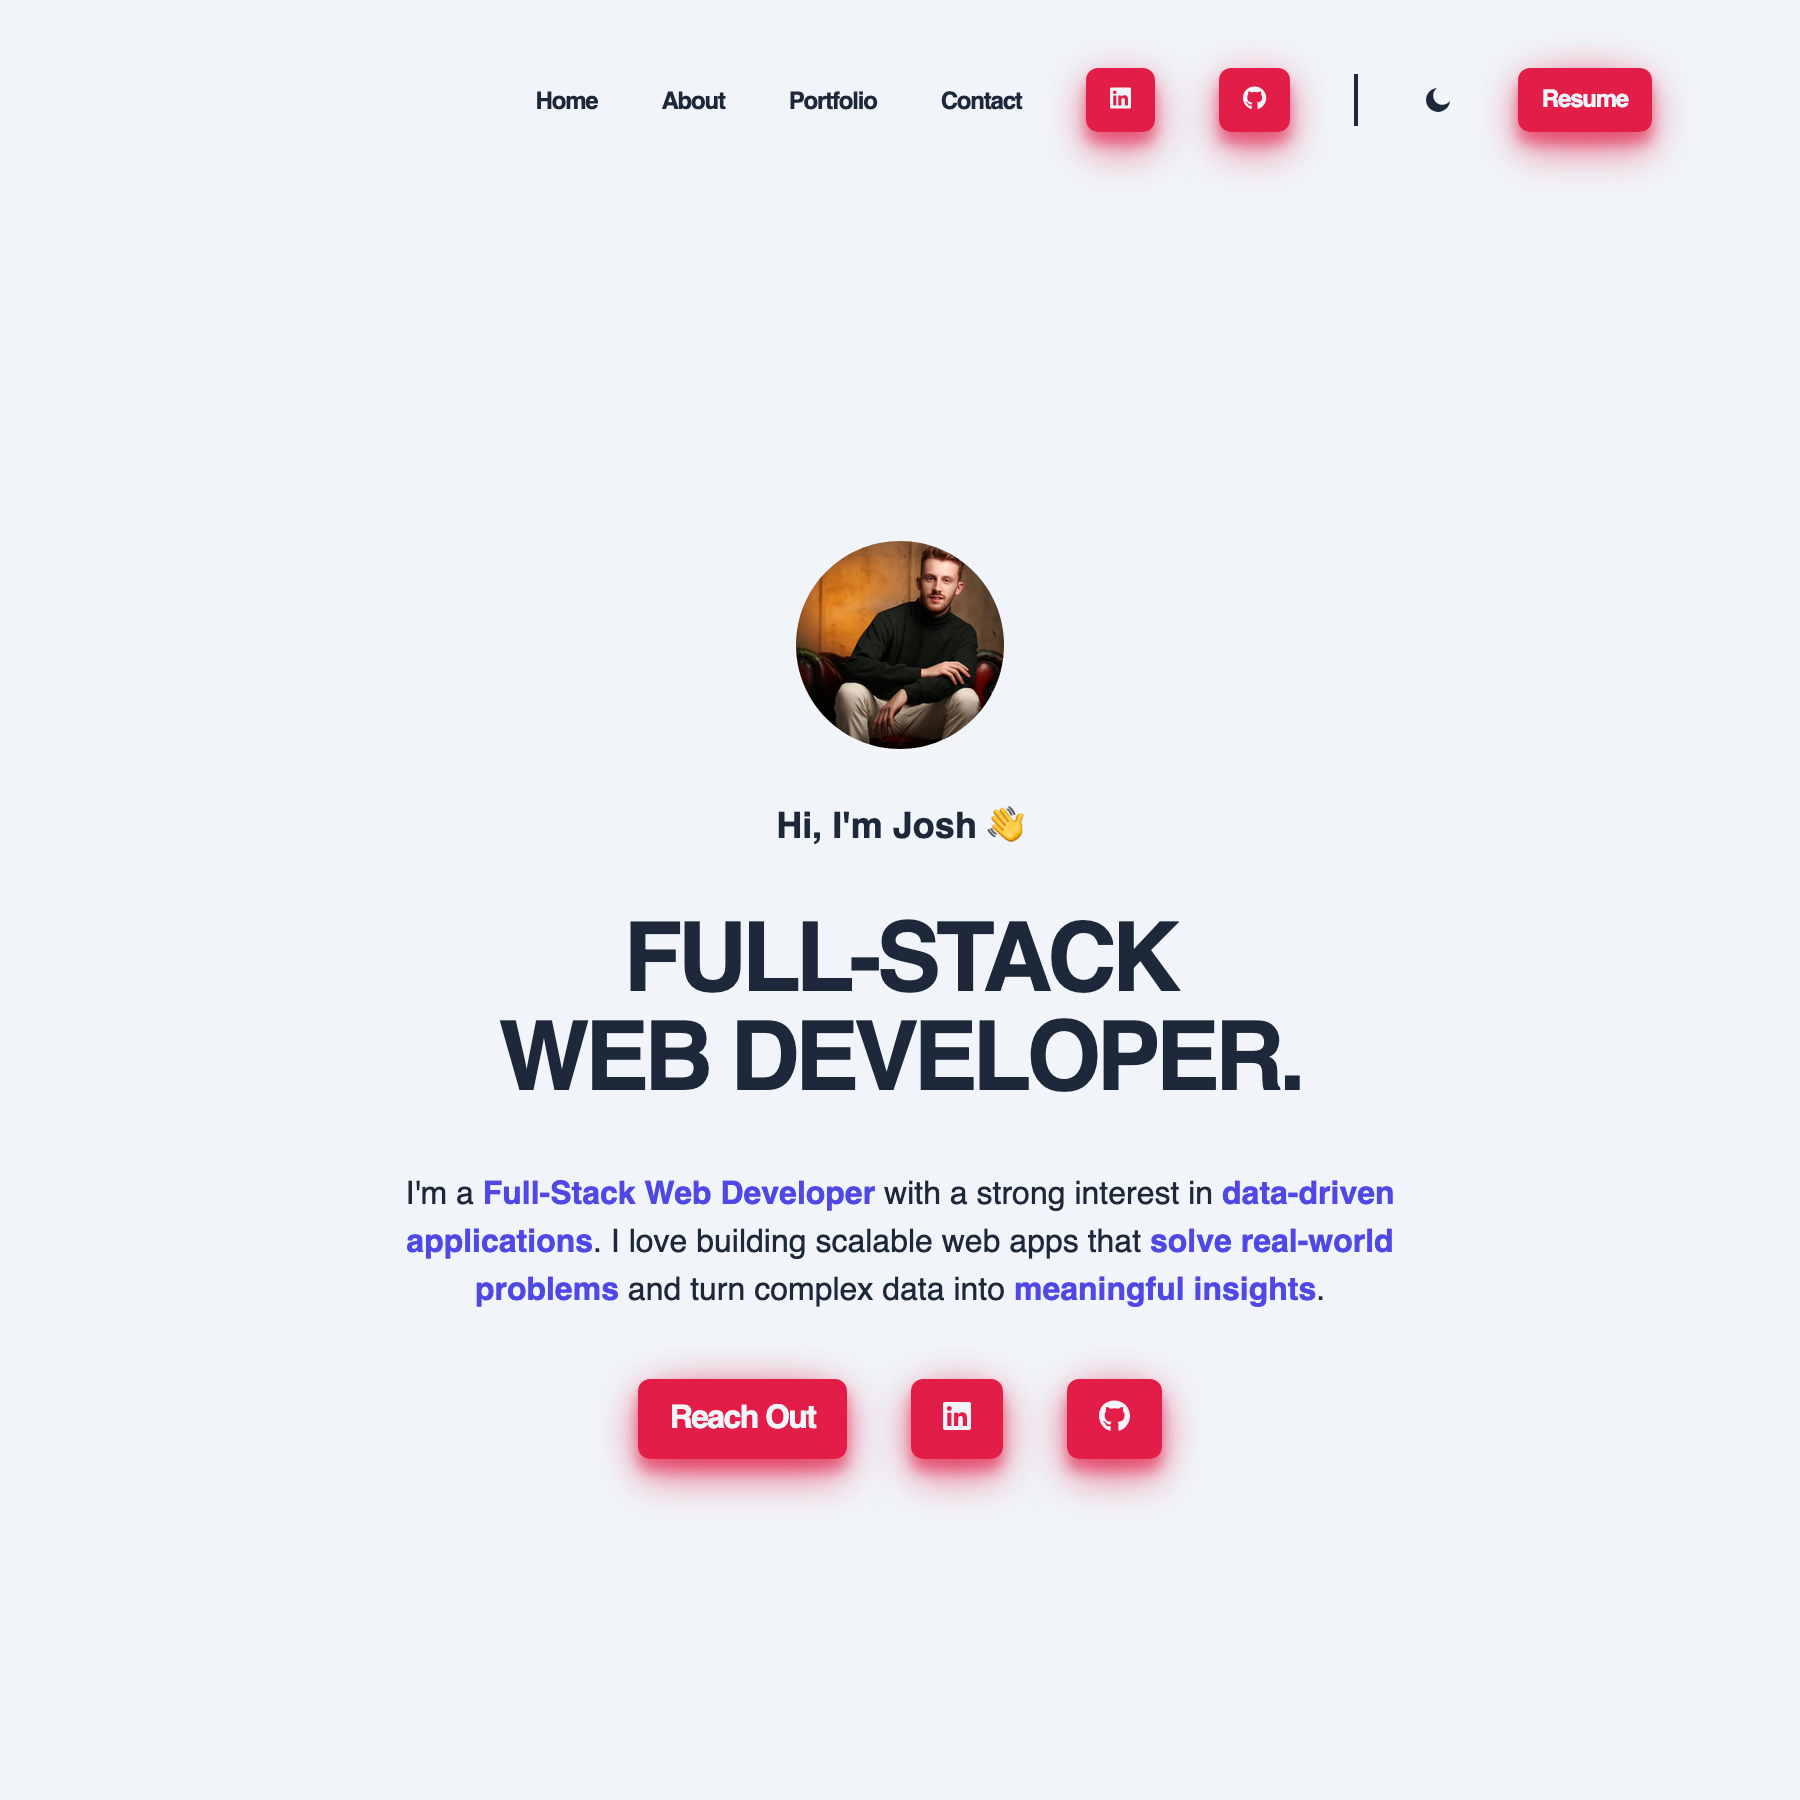 Home About Portfolio Contact Resume
Hi, I'm Josh 👋
FULL-STACK
WEB DEVELOPER.
I'm a Full-Stack Web Developer with a strong interest in data-driven
applications. I love building scalable web apps that solve real-world
problems and turn complex data into meaningful insights.
Reach Out